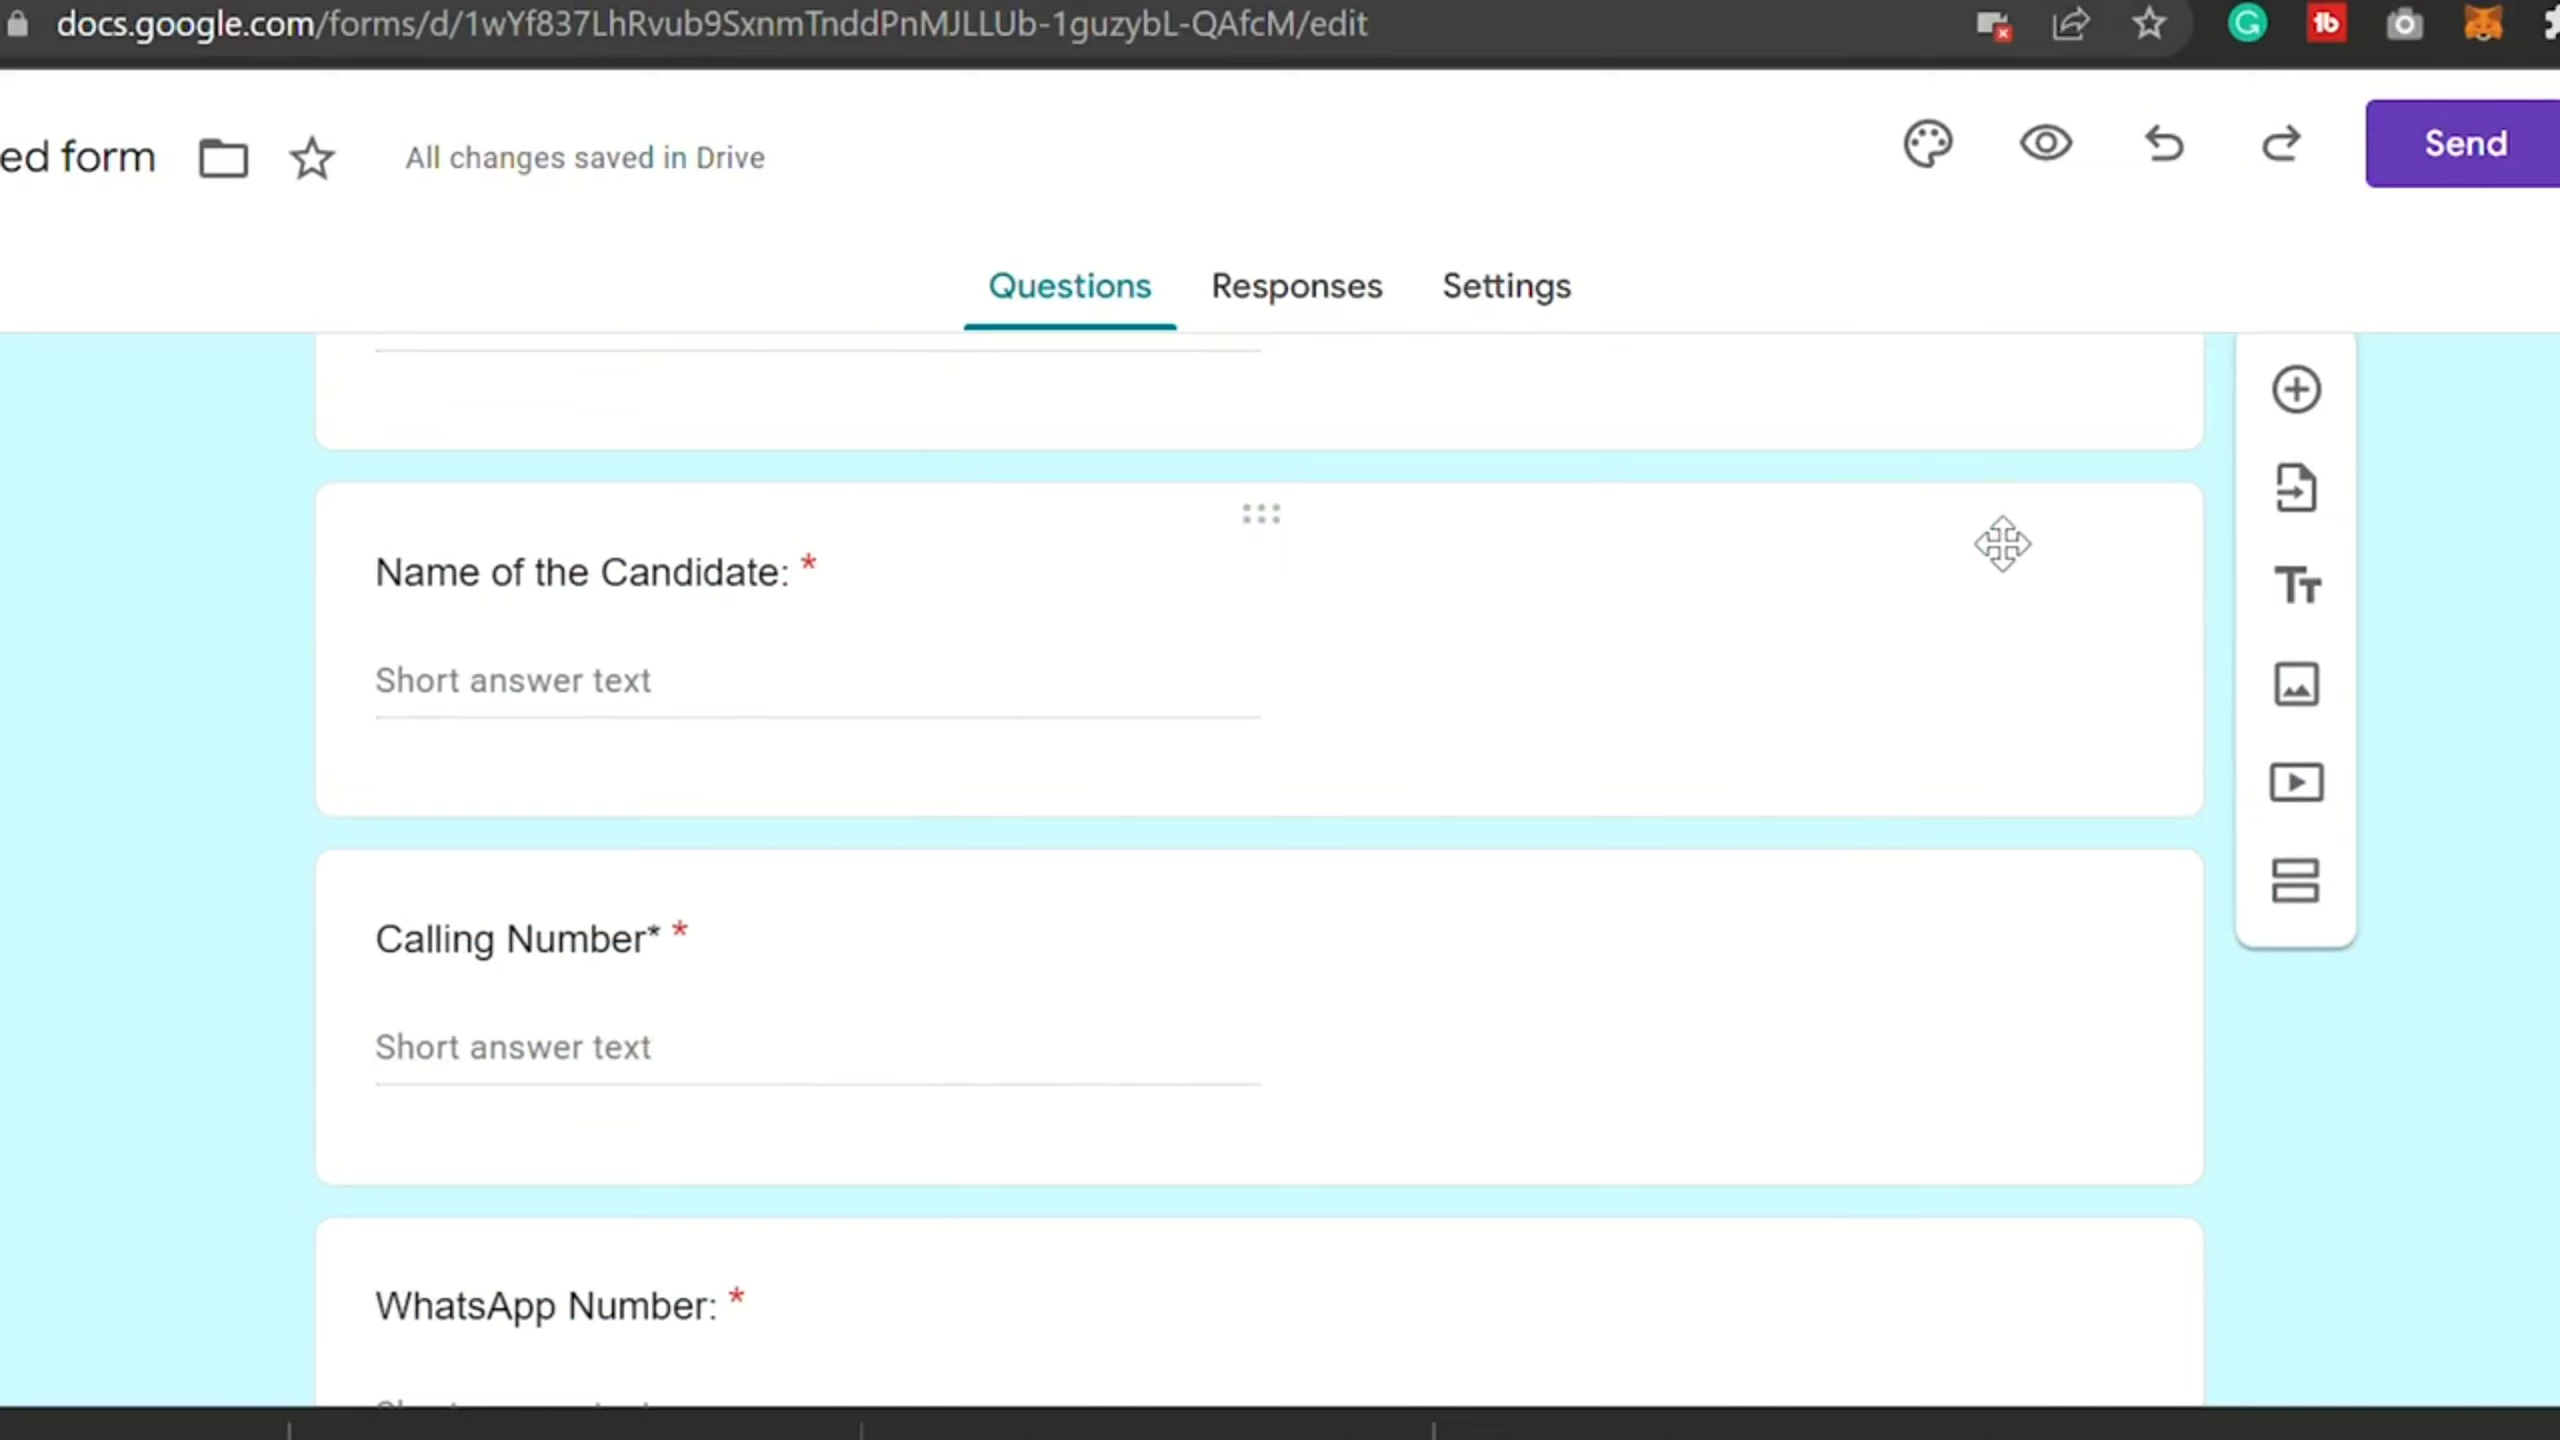 docs.google.com/forms/d/1wYf837LhRvub9SxnmTnddPnMJLLUb-1guzybL-QAfcM/edit
ed form
All changes saved in Drive
Send
Questions Responses Settings
Name of the Candidate: *
Short answer text
Calling Number* *
Short answer text
WhatsApp Number: *